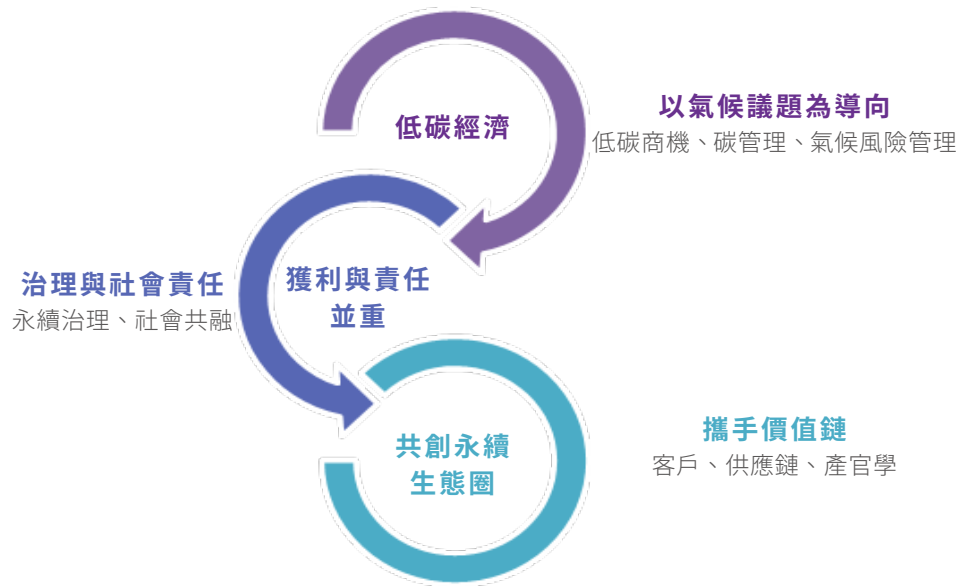 低碳經濟
以氣候議題為導向
低碳商機、碳管理、氣候風險管理
治理與社會責任
永續治理、社會共融
獲利與責任
並重
共創永續
生態圈
攜手價值鏈
客戶、供應鏈、產官學